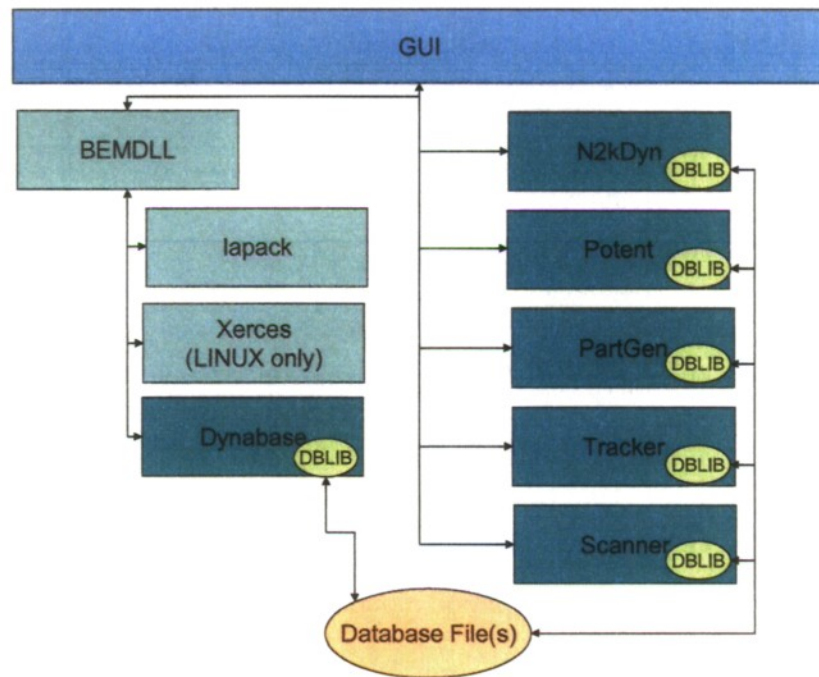 GUI
BEMDLL
lapack
Xerces
(LINUX only)
Dynabase
DBLIB
N2kDyn
DBLIB
Potent
DBLIB
PartGen
DBLIB
Tracker
DBLIB
Scanner
DBLIB
Database File(s)